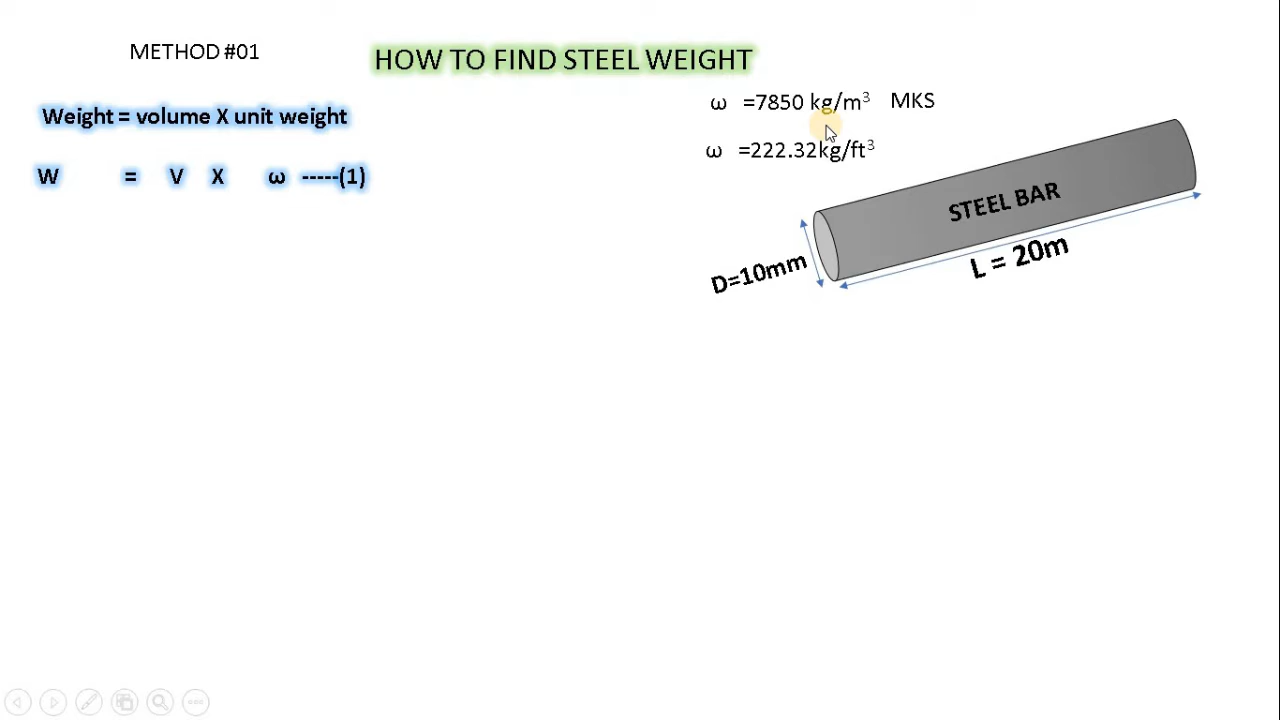 METHOD #01
HOW TO FIND STEEL WEIGHT
Weight = volume X unit weight
W = V X ω -----(1)
ω =7850 kg/m³ MKS
ω =222.32kg/ft³
STEEL BAR
D=10mm
L = 20m